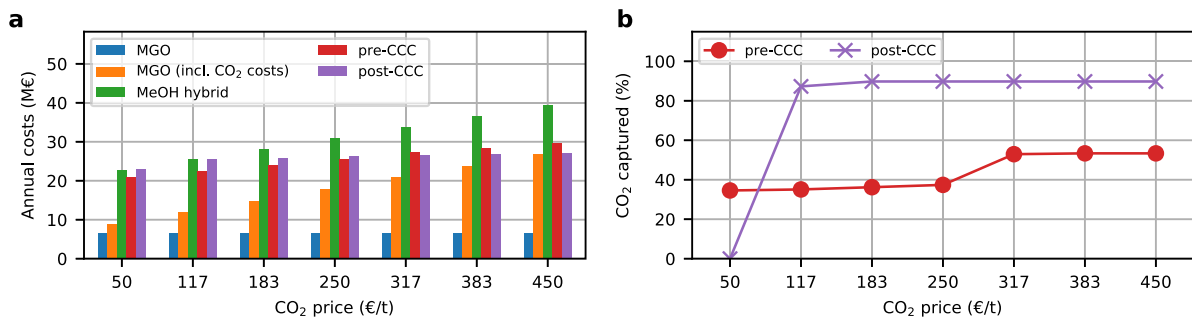 a
Annual costs (M€)
50
40
30
20
10
0
MGO
MGO (incl. CO₂ costs)
MeOH hybrid
pre-CCC
post-CCC
50 117 183 250 317 383 450
CO₂ price (€/t)
b
CO₂ captured (%)
100
80
60
40
20
0
pre-CCC
post-CCC
50 117 183 250 317 383 450
CO₂ price (€/t)